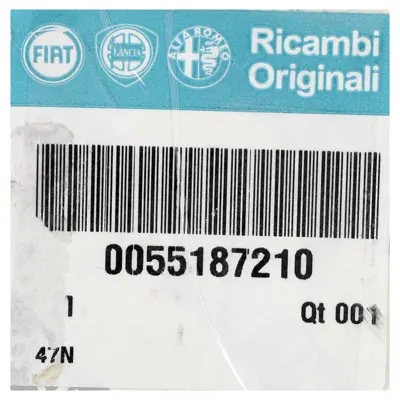 FIAT
LANCIA
ALFA ROMEO
Ricambi
Originali
0055187210
1 Qt 001
47N